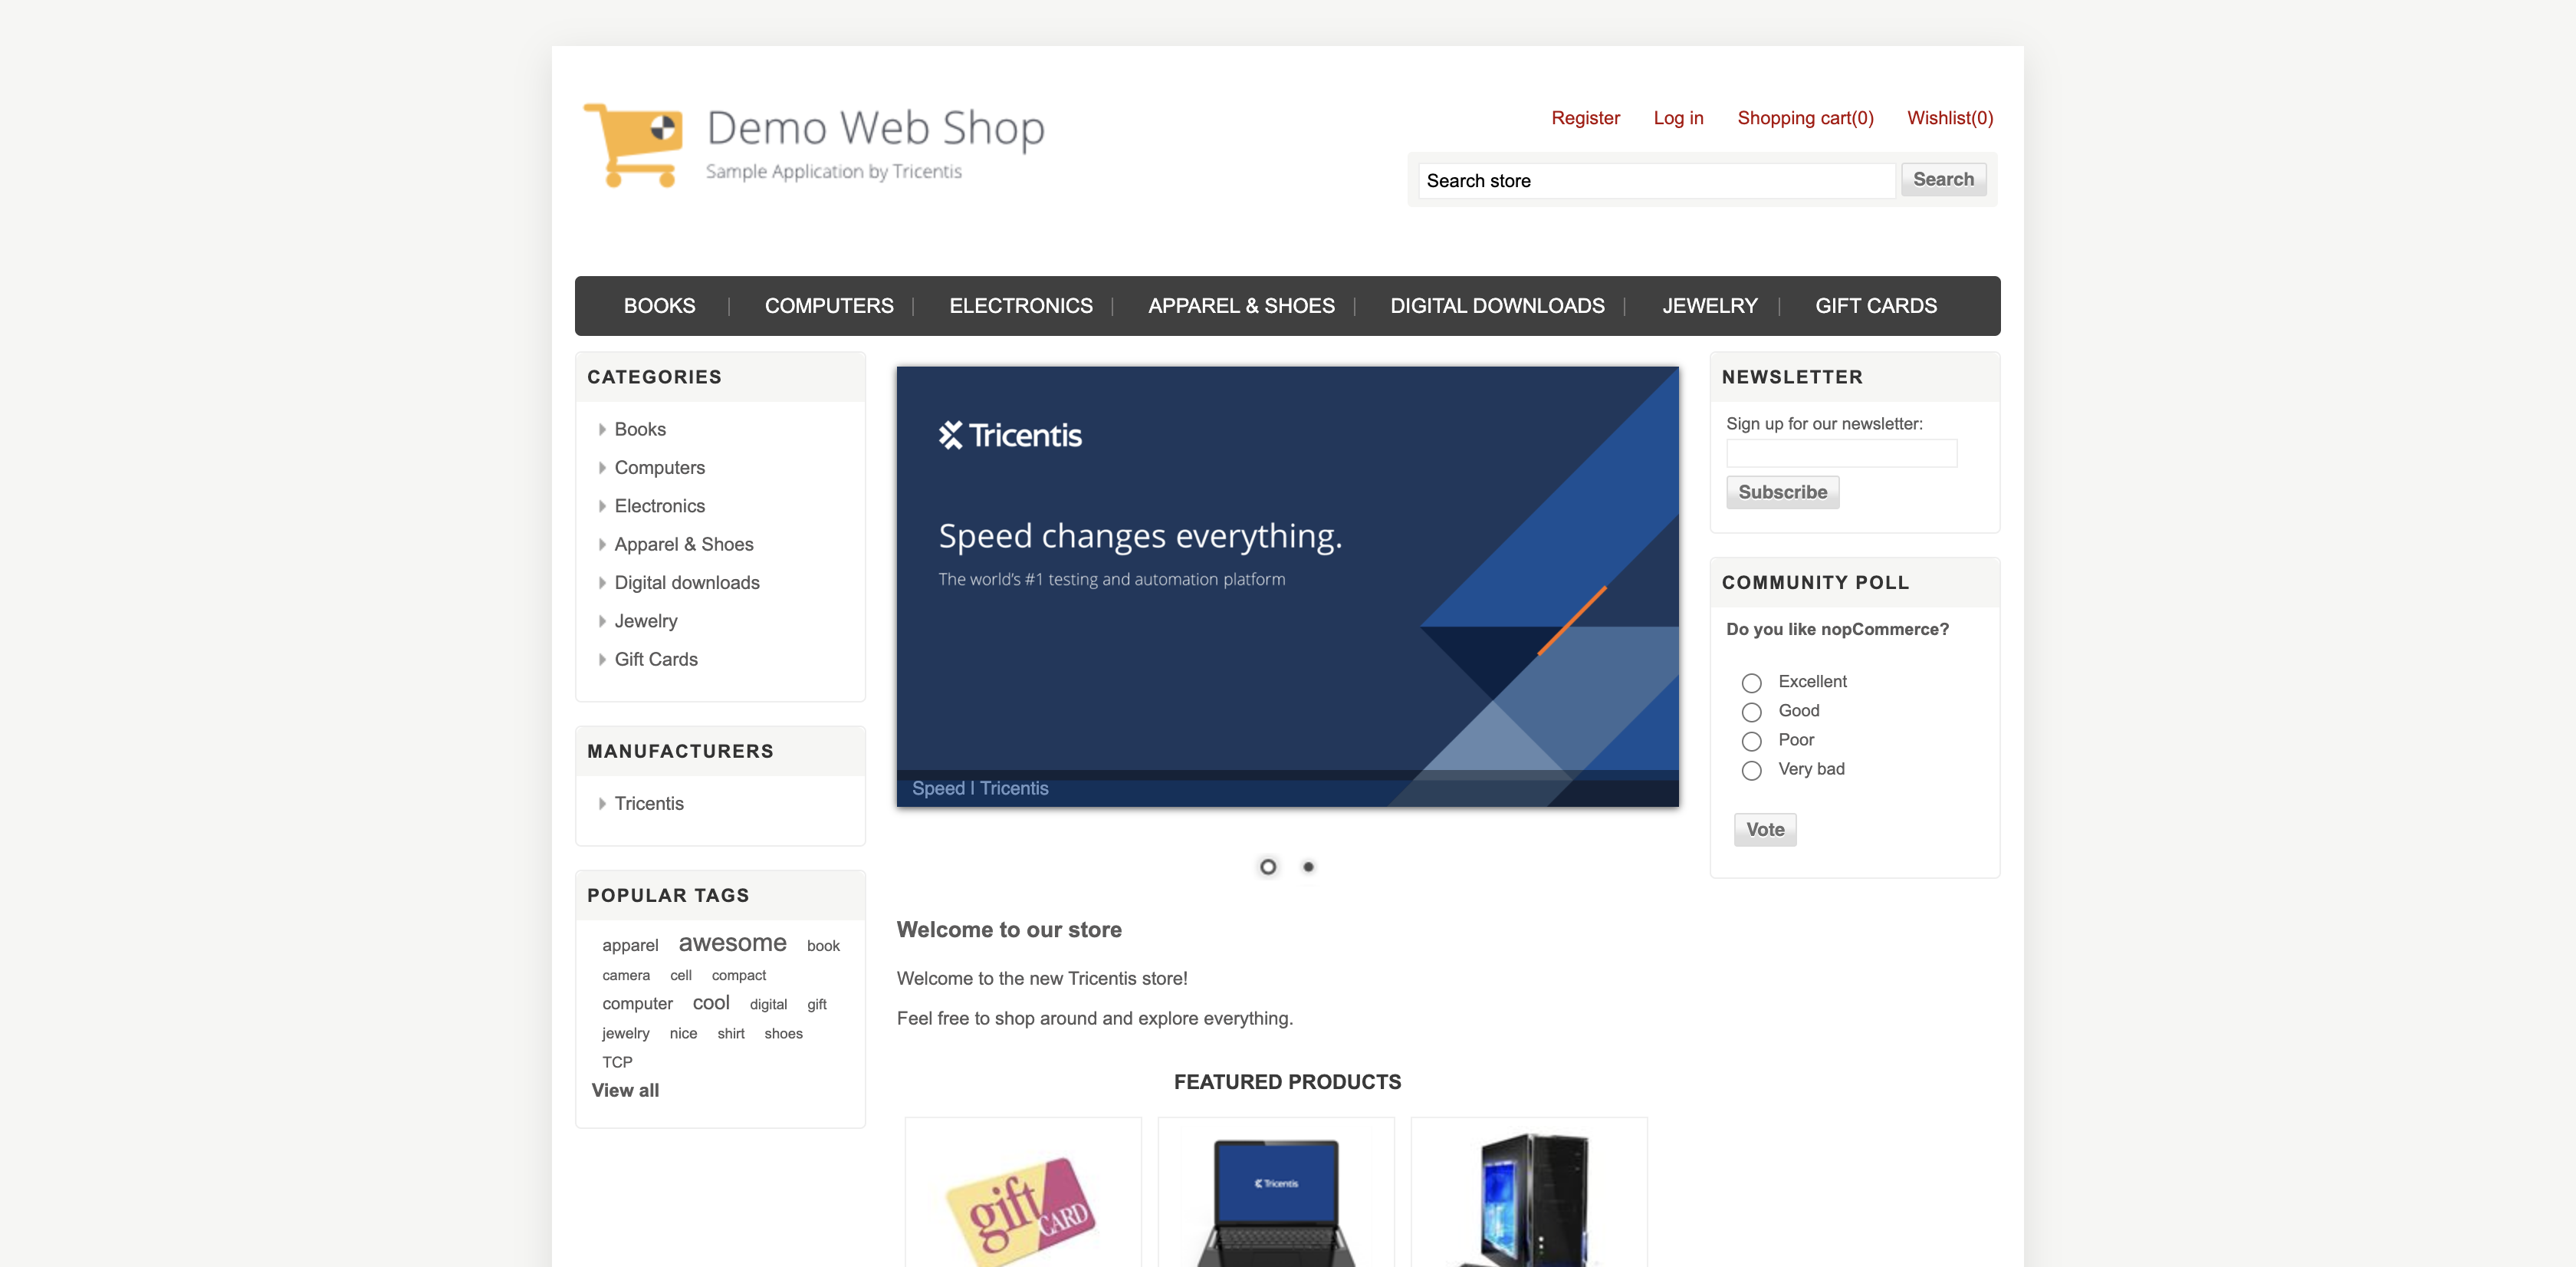 Demo Web Shop
Sample Application by Tricentis
Register Log in Shopping cart(0) Wishlist(0)
Search store Search
BOOKS COMPUTERS ELECTRONICS APPAREL & SHOES DIGITAL DOWNLOADS JEWELRY GIFT CARDS
CATEGORIES
Books
Computers
Electronics
Apparel & Shoes
Digital downloads
Jewelry
Gift Cards
MANUFACTURERS
Tricentis
POPULAR TAGS
apparel awesome book
camera cell compact
computer cool digital gift
jewelry nice shirt shoes
TCP
View all
Tricentis
Speed changes everything.
The world's #1 testing and automation platform
Speed | Tricentis
Welcome to our store
Welcome to the new Tricentis store!
Feel free to shop around and explore everything.
FEATURED PRODUCTS
gift
CARD
Tricentis
NEWSLETTER
Sign up for our newsletter:
Subscribe
COMMUNITY POLL
Do you like nopCommerce?
Excellent
Good
Poor
Very bad
Vote